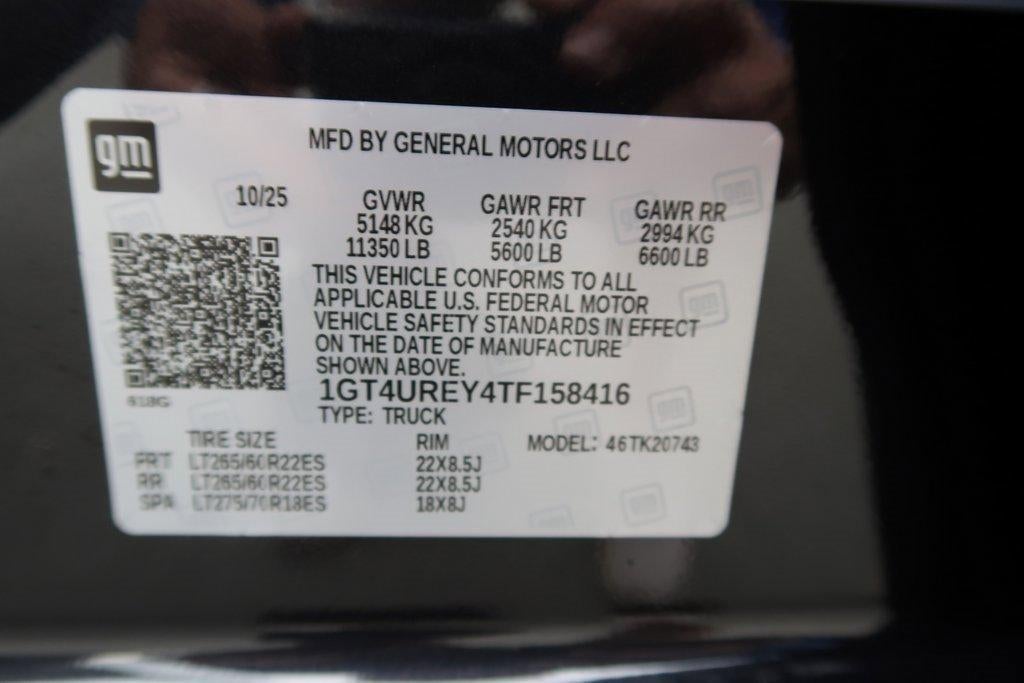 gm
MFD BY GENERAL MOTORS LLC
10/25 GVWR GAWR FRT GAWR RR
5148 KG 2540 KG 2994 KG
11350 LB 5600 LB 6600 LB
THIS VEHICLE CONFORMS TO ALL
APPLICABLE U.S. FEDERAL MOTOR
VEHICLE SAFETY STANDARDS IN EFFECT
ON THE DATE OF MANUFACTURE
SHOWN ABOVE.
1GT4UREY4TF158416
618G
TYPE: TRUCK
TIRE SIZE RIM MODEL: 46TK20743
FRT LT265/60R22ES 22X8.5J
RR LT265/60R22ES 22X8.5J
SPA LT275/70R18ES 18X8J